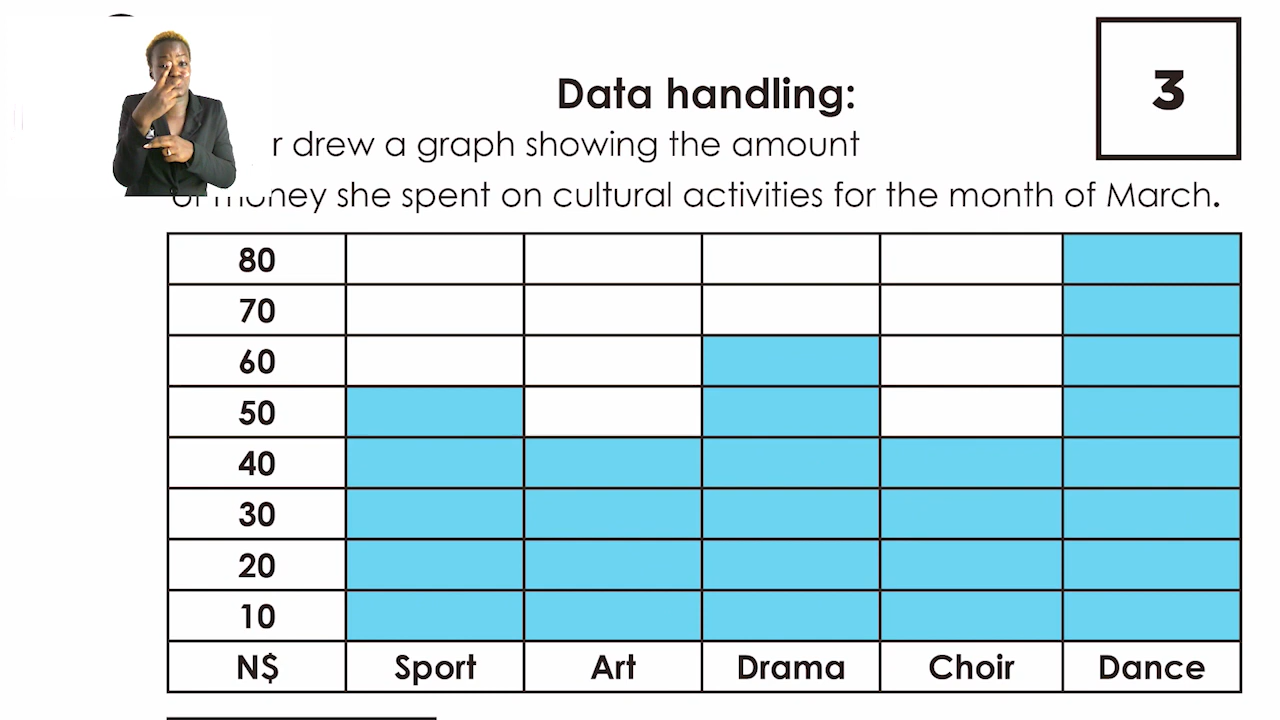 Data handling:
3
drew a graph showing the amount
she spent on cultural activities for the month of March.
80
70
60
50
40
30
20
10
N$ Sport Art Drama Choir Dance